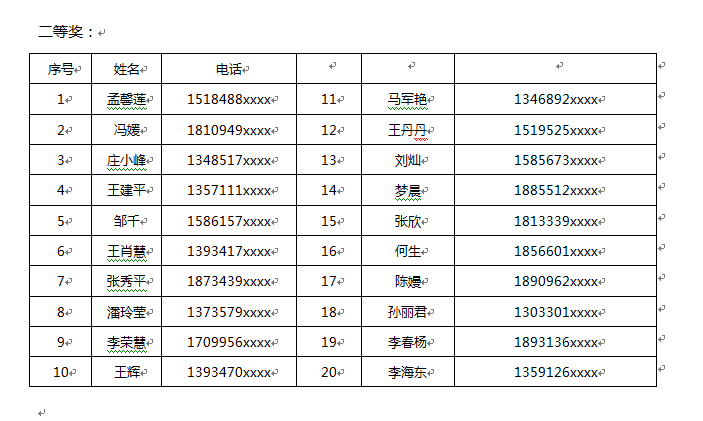 二等奖：
序号 姓名 电话
1 孟馨莲 1518488xxxx 11 马军艳 1346892xxxx
2 冯媛 1810949xxxx 12 王丹丹 1519525xxxx
3 庄小峰 1348517xxxx 13 刘灿 1585673xxxx
4 王建平 1357111xxxx 14 梦晨 1885512xxxx
5 邹千 1586157xxxx 15 张欣 1813339xxxx
6 王肖慧 1393417xxxx 16 何生 1856601xxxx
7 张秀平 1873439xxxx 17 陈嫚 1890962xxxx
8 潘玲莹 1373579xxxx 18 孙丽君 1303301xxxx
9 李荣慧 1709956xxxx 19 李春杨 1893136xxxx
10 王辉 1393470xxxx 20 李海东 1359126xxxx